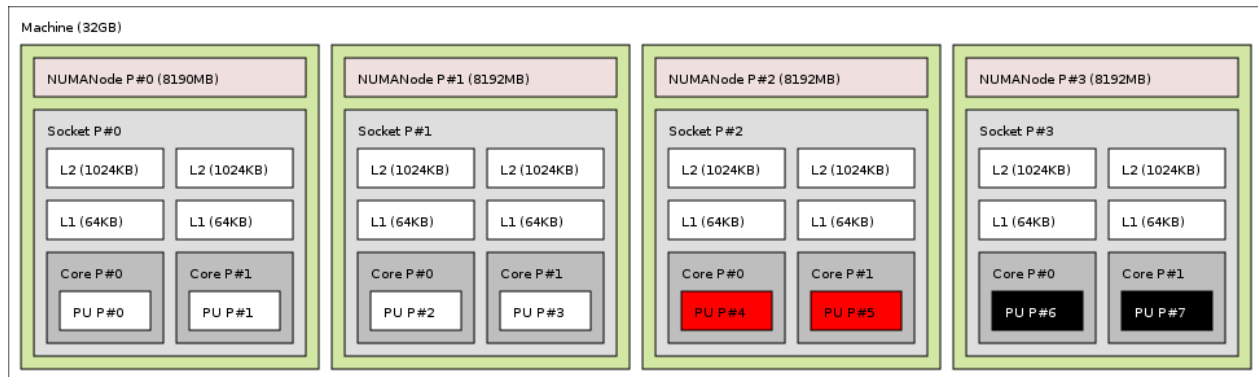 Machine (32GB)
NUMANode P#0 (8190MB)
NUMANode P#1 (8192MB)
NUMANode P#2 (8192MB)
NUMANode P#3 (8192MB)
Socket P#0
Socket P#1
Socket P#2
Socket P#3
L2 (1024KB)
L2 (1024KB)
L2 (1024KB)
L2 (1024KB)
L2 (1024KB)
L2 (1024KB)
L2 (1024KB)
L2 (1024KB)
L1 (64KB)
L1 (64KB)
L1 (64KB)
L1 (64KB)
L1 (64KB)
L1 (64KB)
L1 (64KB)
L1 (64KB)
Core P#0
Core P#1
Core P#0
Core P#1
Core P#0
Core P#1
Core P#0
Core P#1
PU P#0
PU P#1
PU P#2
PU P#3
PU P#4
PU P#5
PU P#6
PU P#7